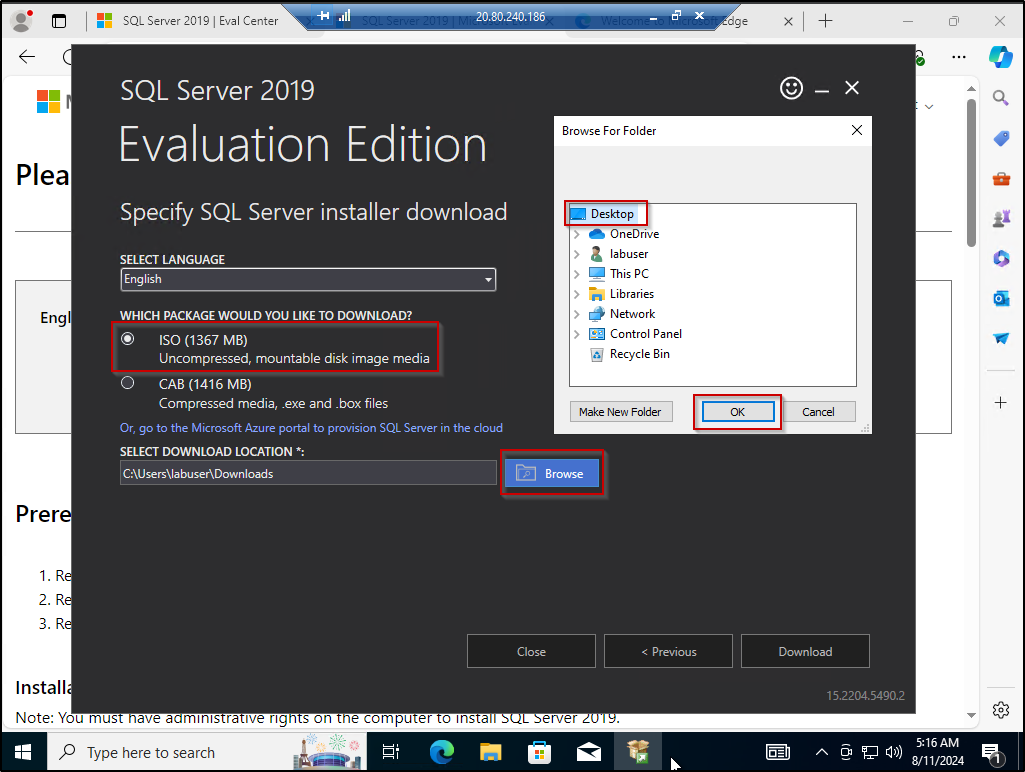 SQL Server 2019 | Eval Center
SQL Server 2019 | M
20.80.240.186
Welcome to Microsoft Edge
SQL Server 2019
Evaluation Edition
Specify SQL Server installer download
SELECT LANGUAGE
English
WHICH PACKAGE WOULD YOU LIKE TO DOWNLOAD?
ISO (1367 MB)
Uncompressed, mountable disk image media
CAB (1416 MB)
Compressed media, .exe and .box files
Or, go to the Microsoft Azure portal to provision SQL Server in the cloud
SELECT DOWNLOAD LOCATION *:
C:\Users\labuser\Downloads
Browse
Browse For Folder
Desktop
OneDrive
labuser
This PC
Libraries
Network
Control Panel
Recycle Bin
Make New Folder
OK
Cancel
Close
< Previous
Download
15.2204.5490.2
Plea
Engl
Prere
1. Re
2. Re
3. Re
Installa
Note: You must have administrative rights on the computer to install SQL Server 2019.
Type here to search
5:16 AM
8/11/2024
1